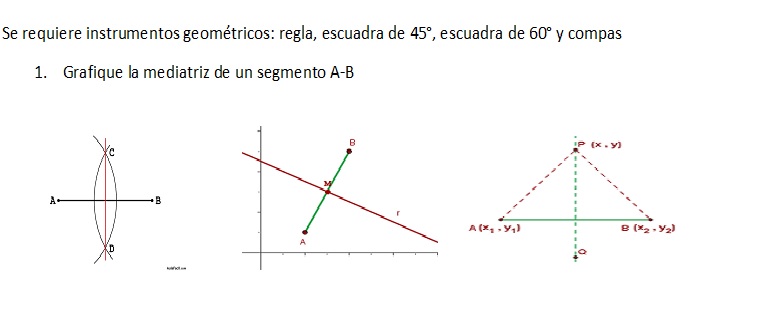 Se requiere instrumentos geométricos: regla, escuadra de 45°, escuadra de 60° y compas
1. Grafique la mediatriz de un segmento A-B
C
A
B
D
B
M
r
A
P (x . y)
A (x₁ . y₁)
B (x₂ . y₂)
Q